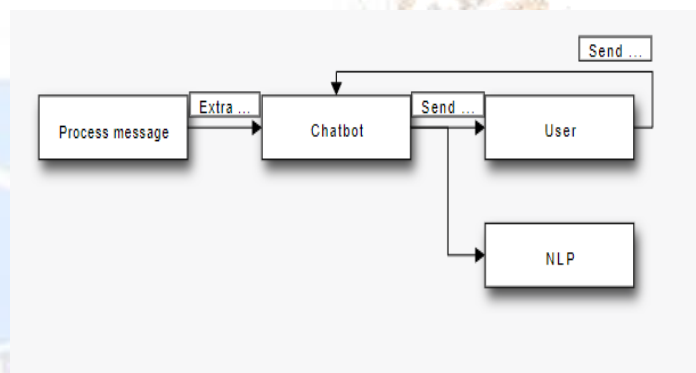 Send ...
Extra ...
Send ...
Process message
Chatbot
User
NLP